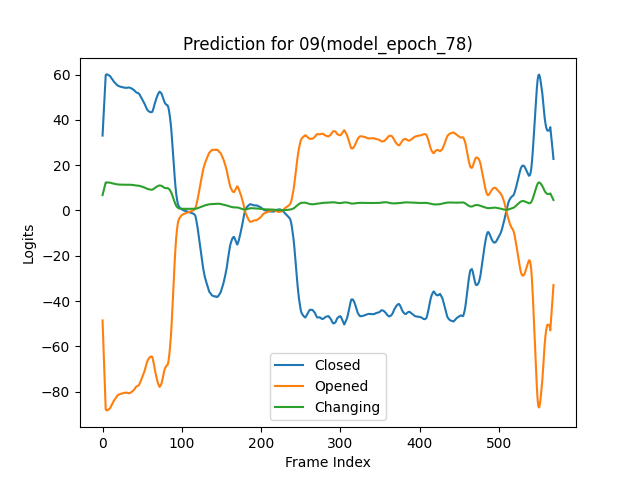 Prediction for 09(model_epoch_78)
60
40
20
0
−20
−40
−60
−80
Logits
Closed
Opened
Changing
0 100 200 300 400 500
Frame Index